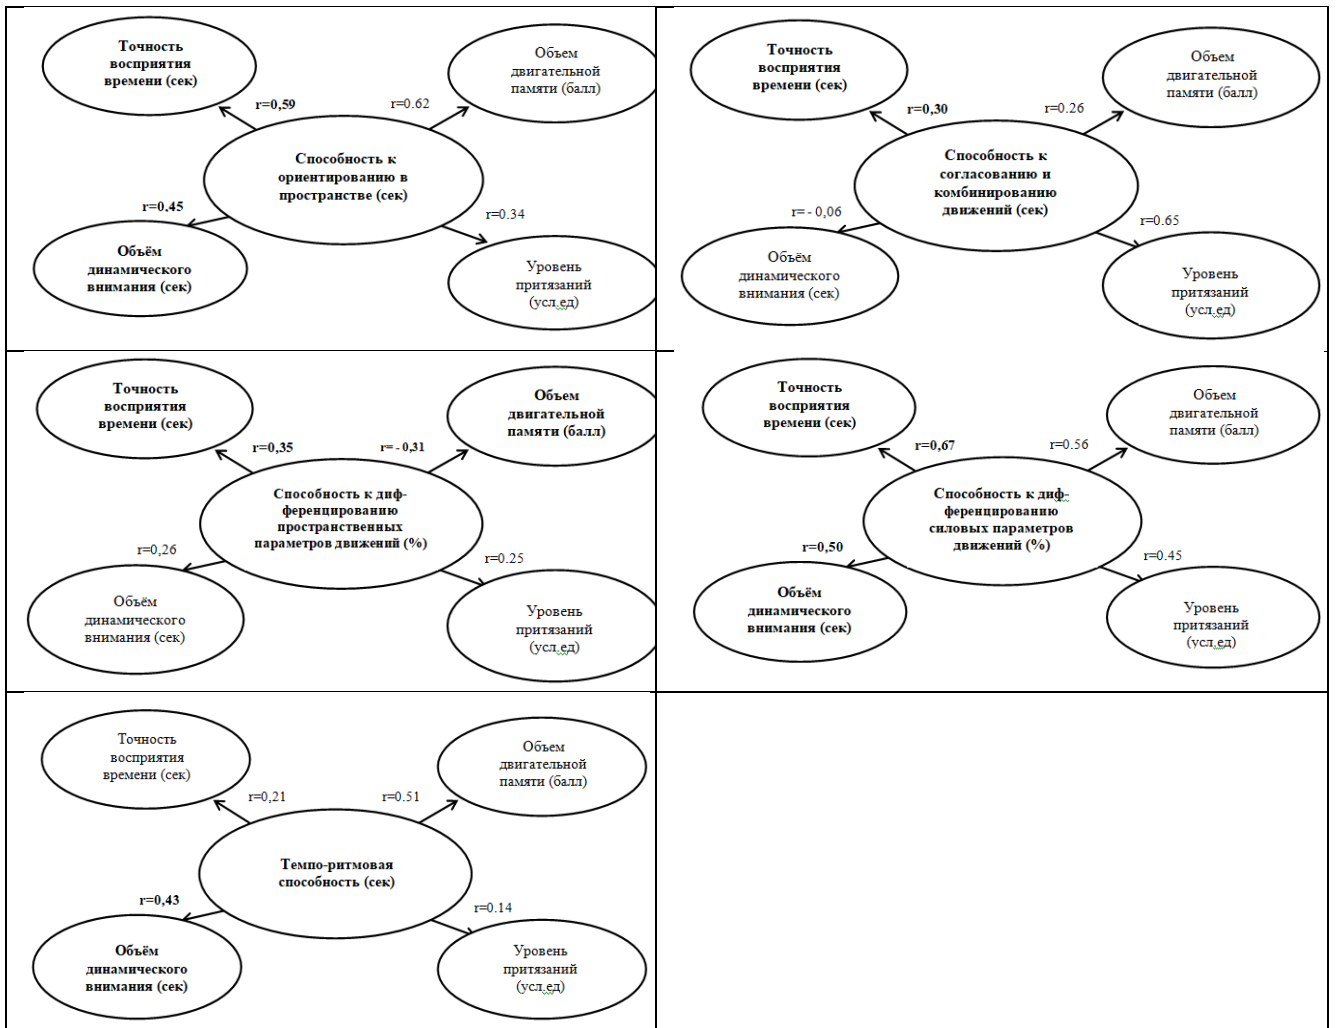 Точность
восприятия
времени (сек)
Объем
двигательной
памяти (балл)
r=0,59
r=0.62
Способность к
ориентированию в
пространстве (сек)
r=0,45
r=0.34
Объём
динамического
внимания (сек)
Уровень
притязаний
(усл.ед)
Точность
восприятия
времени (сек)
Объем
двигательной
памяти (балл)
r=0,30
r=0.26
Способность к
согласованию и
комбинированию
движений (сек)
r= - 0,06
r=0.65
Объём
динамического
внимания (сек)
Уровень
притязаний
(усл.ед)
Точность
восприятия
времени (сек)
Объем
двигательной
памяти (балл)
r=0,35
r= - 0,31
Способность к диф-
ференцированию
пространственных
параметров движений (%)
r=0,26
r=0.25
Объём
динамического
внимания (сек)
Уровень
притязаний
(усл.ед)
Точность
восприятия
времени (сек)
Объем
двигательной
памяти (балл)
r=0,67
r=0.56
Способность к диф-
ференцированию
силовых параметров
движений (%)
r=0,50
r=0.45
Объём
динамического
внимания (сек)
Уровень
притязаний
(усл.ед)
Точность
восприятия
времени (сек)
Объем
двигательной
памяти (балл)
r=0,21
r=0.51
Темпо-ритмовая
способность (сек)
r=0,43
r=0.14
Объём
динамического
внимания (сек)
Уровень
притязаний
(усл.ед)